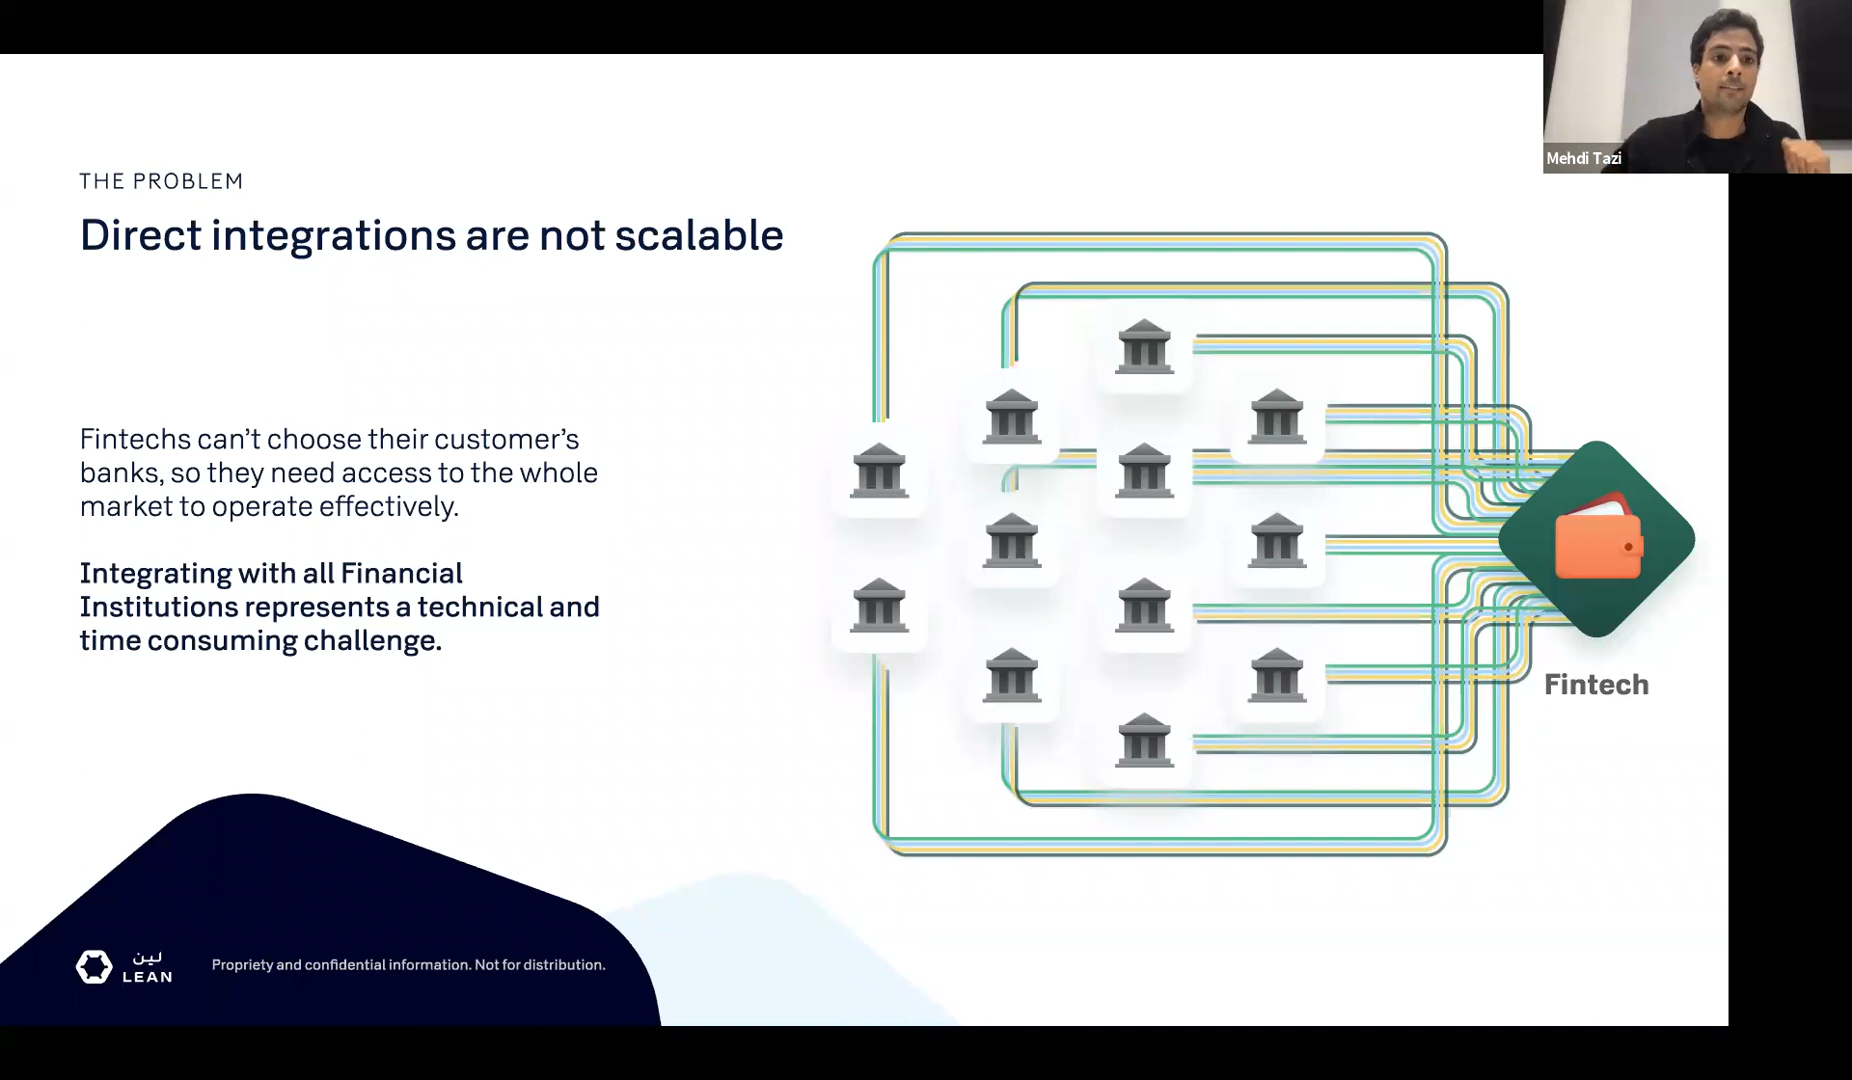 Mehdi Tazi
THE PROBLEM
Direct integrations are not scalable
Fintechs can’t choose their customer’s
banks, so they need access to the whole
market to operate effectively.
Integrating with all Financial
Institutions represents a technical and
time consuming challenge.
Fintech
لين
LEAN
Propriety and confidential information. Not for distribution.